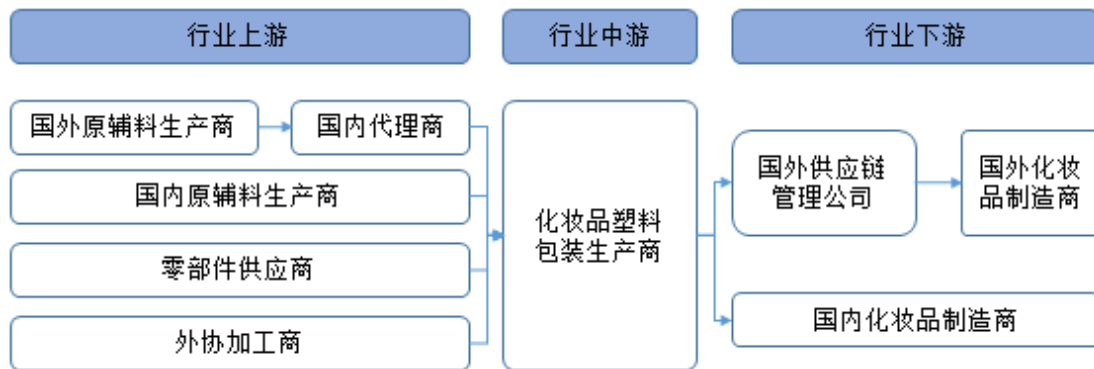 行业上游
行业中游
行业下游
国外原辅料生产商
国内代理商
国内原辅料生产商
零部件供应商
外协加工商
化妆品塑料
包装生产商
国外供应链
管理公司
国外化妆
品制造商
国内化妆品制造商